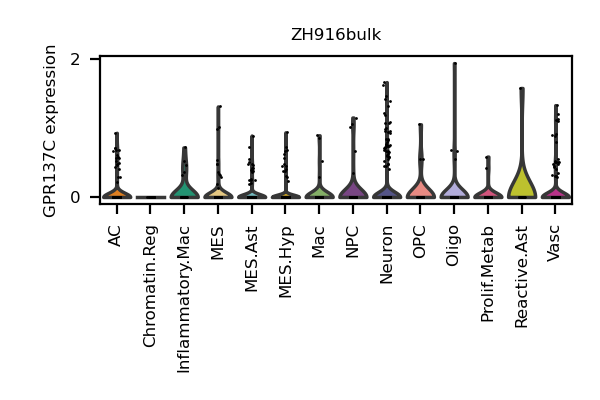 ZH916bulk
GPR137C expression
2
0
AC
Chromatin.Reg
Inflammatory.Mac
MES
MES.Ast
MES.Hyp
Mac
NPC
Neuron
OPC
Oligo
Prolif.Metab
Reactive.Ast
Vasc